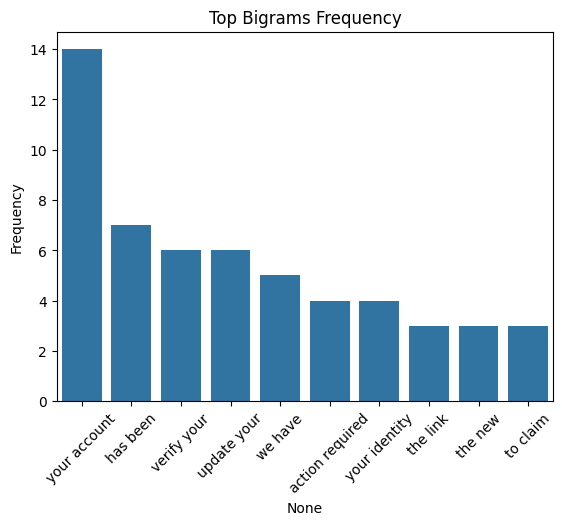 Top Bigrams Frequency
Frequency
14
12
10
8
6
4
2
0
your account
has been
verify your
update your
we have
action required
your identity
the link
the new
to claim
None